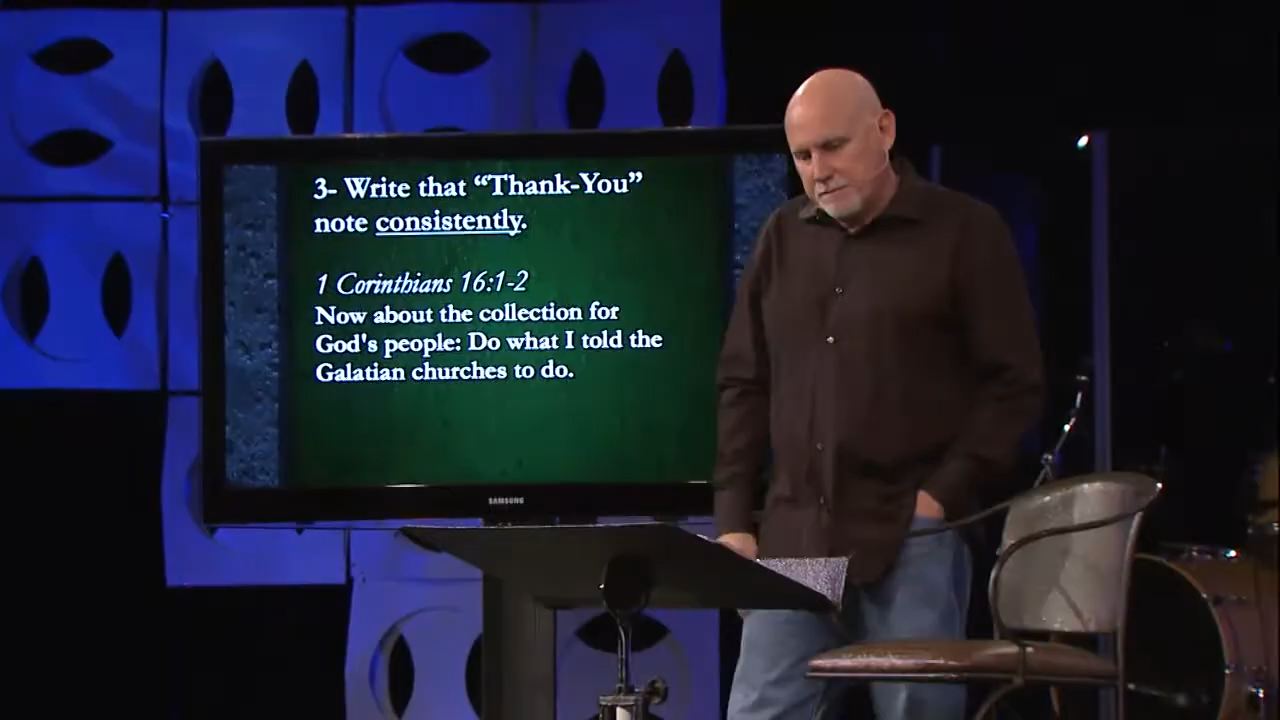 3- Write that “Thank-You”
note consistently.
1 Corinthians 16:1-2
Now about the collection for
God's people: Do what I told the
Galatian churches to do.
SAMSUNG